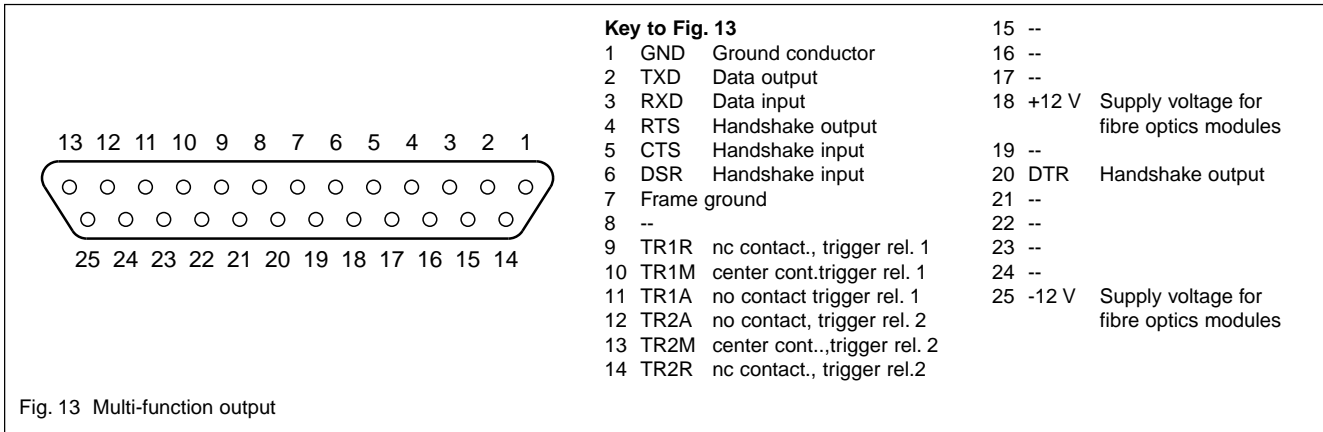 13 12 11 10 9 8 7 6 5 4 3 2 1
25 24 23 22 21 20 19 18 17 16 15 14
Key to Fig. 13
1 GND Ground conductor
2 TXD Data output
3 RXD Data input
4 RTS Handshake output
5 CTS Handshake input
6 DSR Handshake input
7 Frame ground
8 --
9 TR1R nc contact., trigger rel. 1
10 TR1M center cont.trigger rel. 1
11 TR1A no contact trigger rel. 1
12 TR2A no contact, trigger rel. 2
13 TR2M center cont..,trigger rel. 2
14 TR2R nc contact., trigger rel.2
15 --
16 --
17 --
18 +12 V Supply voltage for
fibre optics modules
19 --
20 DTR Handshake output
21 --
22 --
23 --
24 --
25 -12 V Supply voltage for
fibre optics modules
Fig. 13 Multi-function output